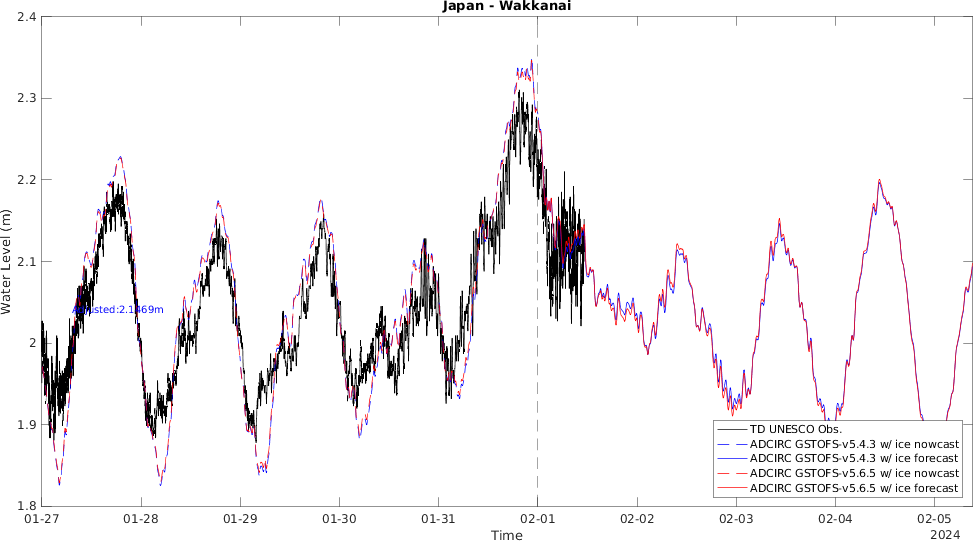 Japan - Wakkanai
2.4
2.3
2.2
2.1
2
1.9
1.8
Water Level (m)
Adjusted:2.1469m
TD UNESCO Obs.
ADCIRC GSTOFS-v5.4.3 w/ ice nowcast
ADCIRC GSTOFS-v5.4.3 w/ ice forecast
ADCIRC GSTOFS-v5.6.5 w/ ice nowcast
ADCIRC GSTOFS-v5.6.5 w/ ice forecast
01-27 01-28 01-29 01-30 01-31 02-01 02-02 02-03 02-04 02-05
Time
2024